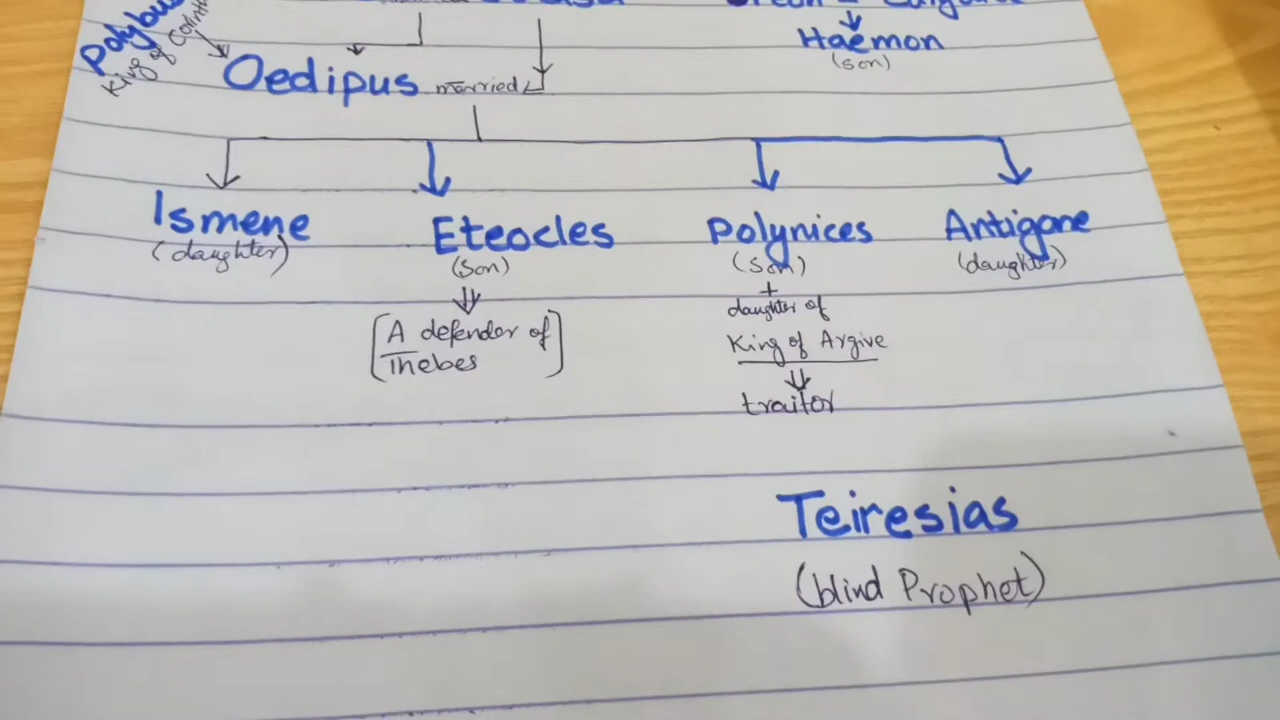 Polybus
King of Corinth
Haemon
(son)
Oedipus married
Ismene Eteocles Polynices Antigone
(daughter) (Son) (Son) (daughter)
+
daughter of
[A defender of King of Argive
Thebes]
traitor
Teiresias
(blind Prophet)